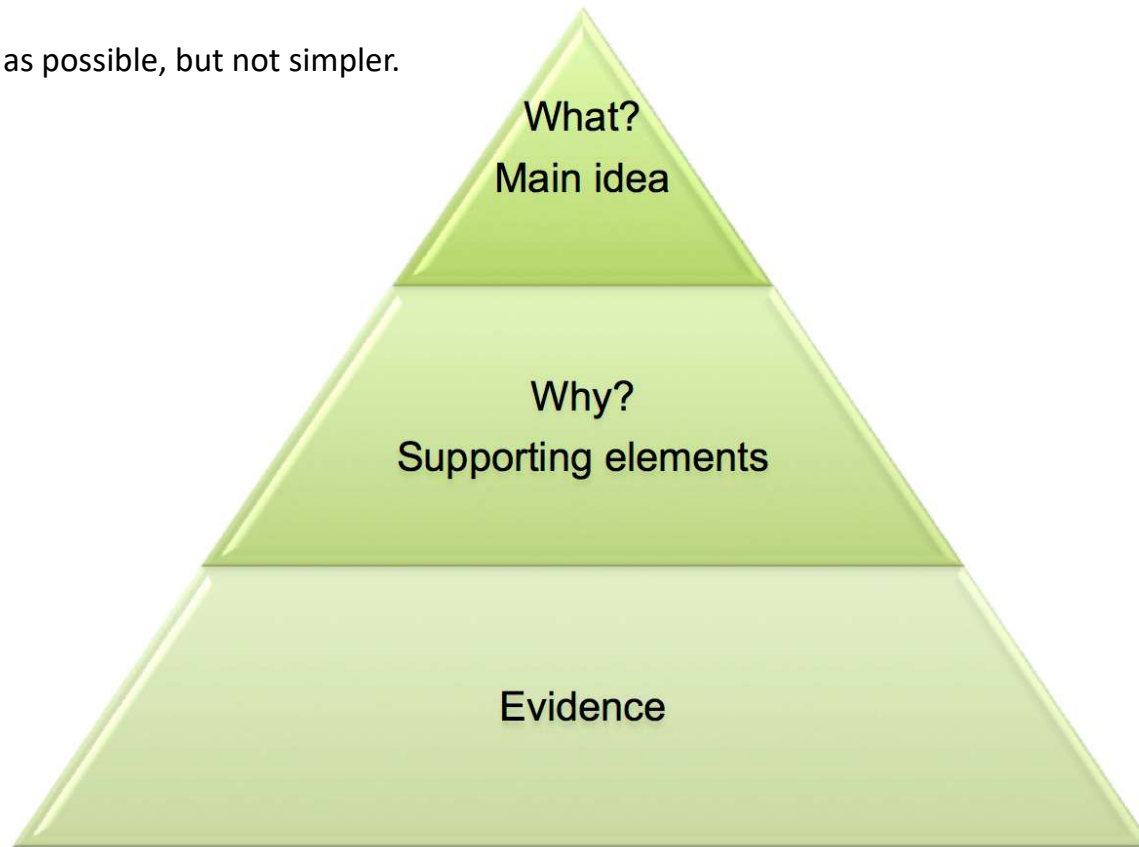 as possible, but not simpler.
What?
Main idea
Why?
Supporting elements
Evidence